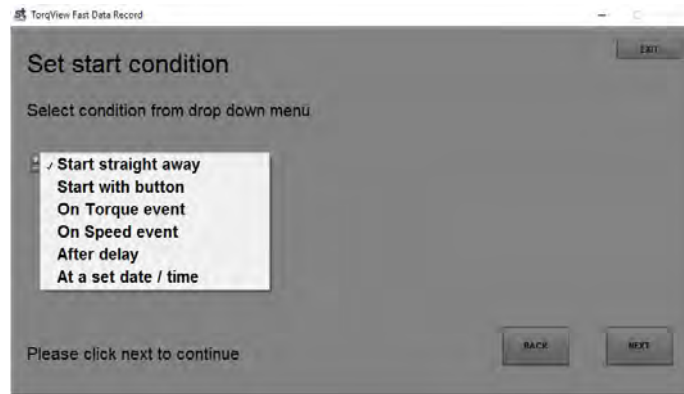 TorqView Fast Data Record
EXIT
Set start condition
Select condition from drop down menu
✓ Start straight away
Start with button
On Torque event
On Speed event
After delay
At a set date / time
Please click next to continue
BACK
NEXT